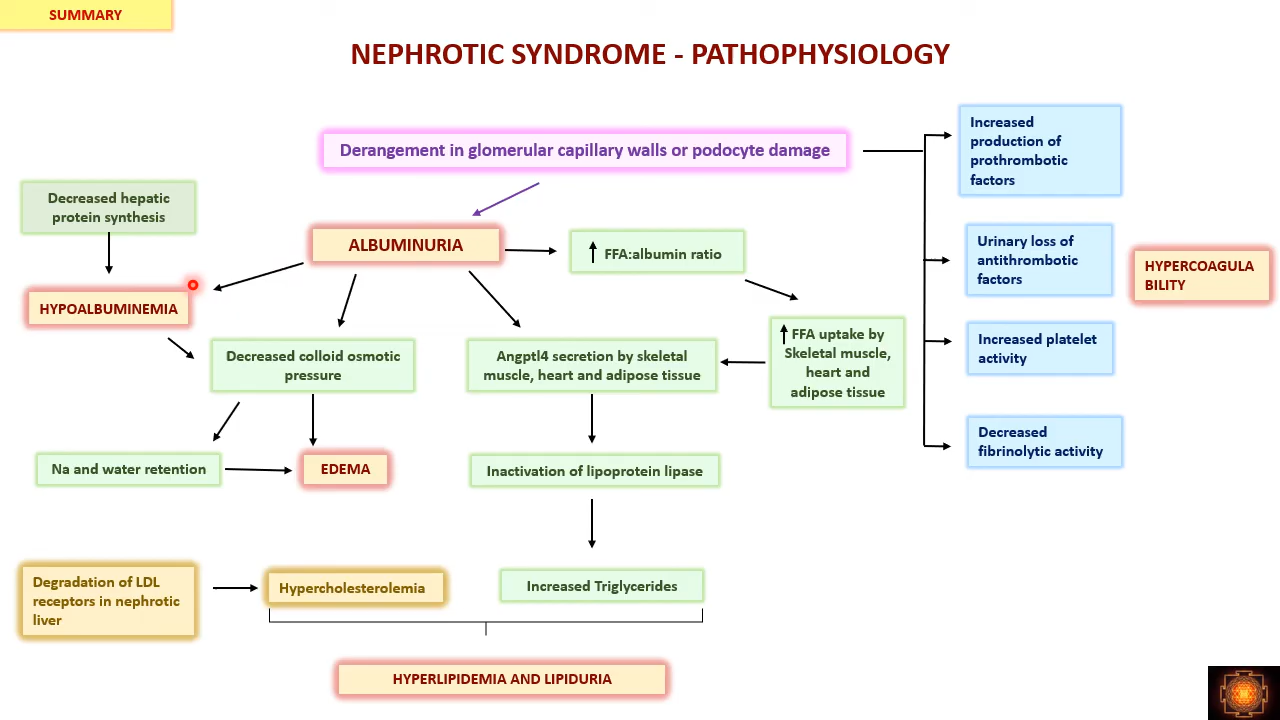 SUMMARY
NEPHROTIC SYNDROME - PATHOPHYSIOLOGY
Derangement in glomerular capillary walls or podocyte damage
Increased
production of
prothrombotic
factors
Decreased hepatic
protein synthesis
ALBUMINURIA
FFA:albumin ratio
Urinary loss of
antithrombotic
factors
HYPERCOAGULA
BILITY
HYPOALBUMINEMIA
Decreased colloid osmotic
pressure
Angptl4 secretion by skeletal
muscle, heart and adipose tissue
FFA uptake by
Skeletal muscle,
heart and
adipose tissue
Increased platelet
activity
Decreased
fibrinolytic activity
Na and water retention
EDEMA
Inactivation of lipoprotein lipase
Degradation of LDL
receptors in nephrotic
liver
Hypercholesterolemia
Increased Triglycerides
HYPERLIPIDEMIA AND LIPIDURIA